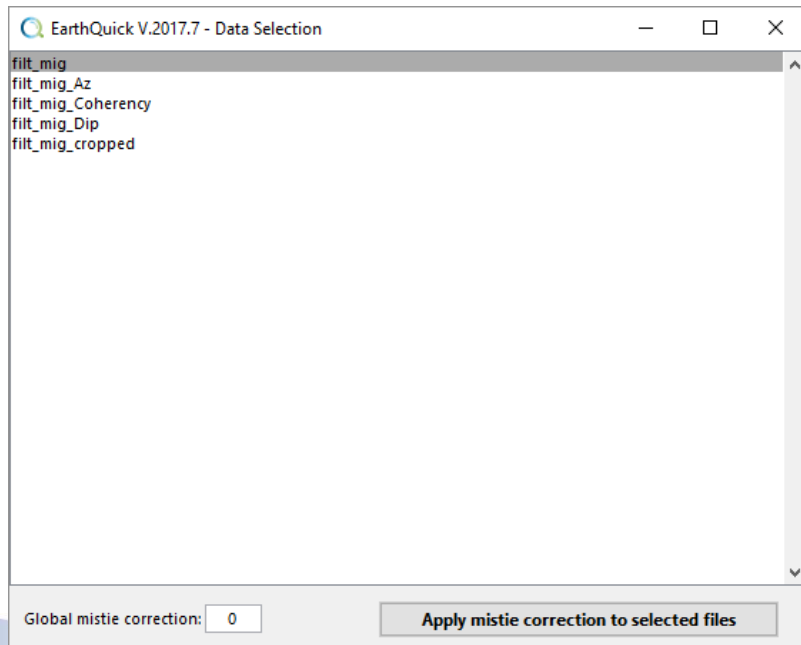 EarthQuick V.2017.7 - Data Selection
filt_mig
filt_mig_Az
filt_mig_Coherency
filt_mig_Dip
filt_mig_cropped
Global mistie correction: 0
Apply mistie correction to selected files